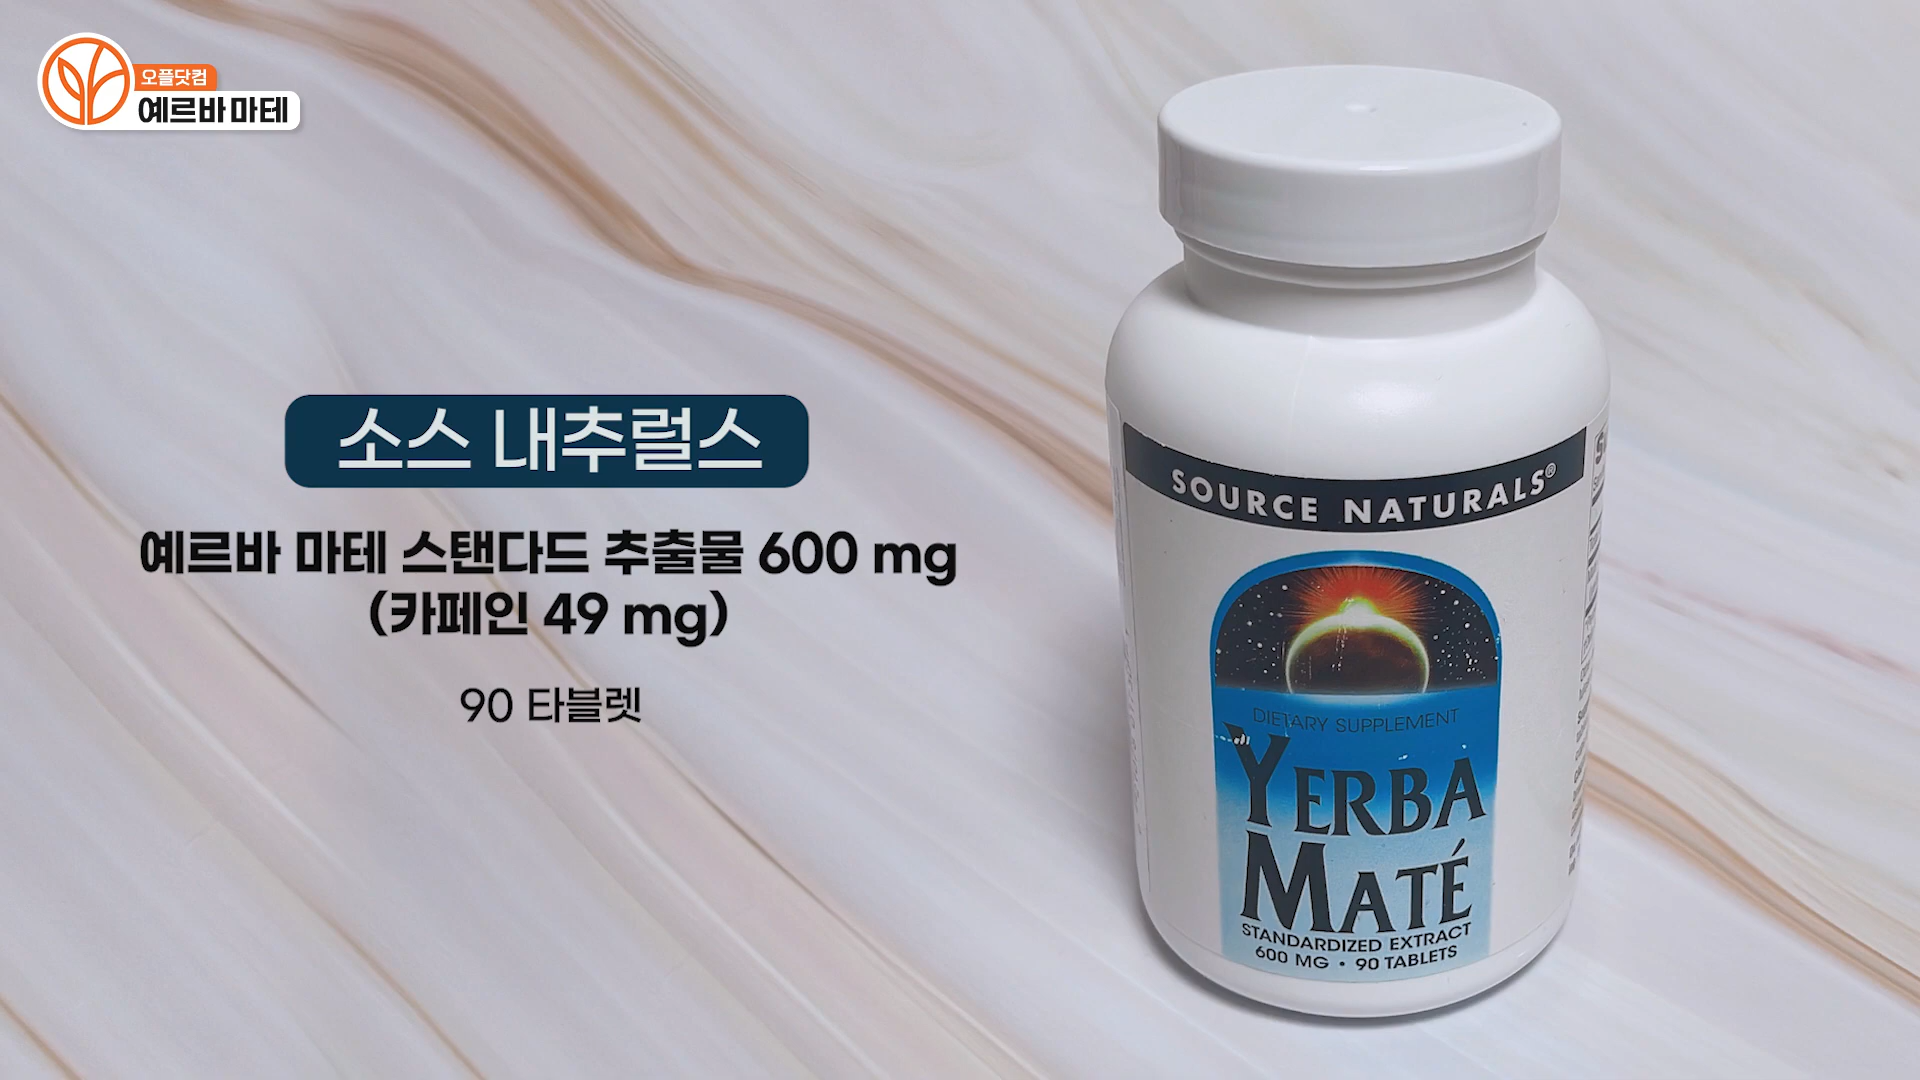 오플닷컴
예르바 마테
소스 내추럴스
예르바 마테 스탠다드 추출물 600 mg
(카페인 49 mg)
90 타블렛
SOURCE NATURALS®
DIETARY SUPPLEMENT
YERBA
MATÉ
STANDARDIZED EXTRACT
600 MG • 90 TABLETS